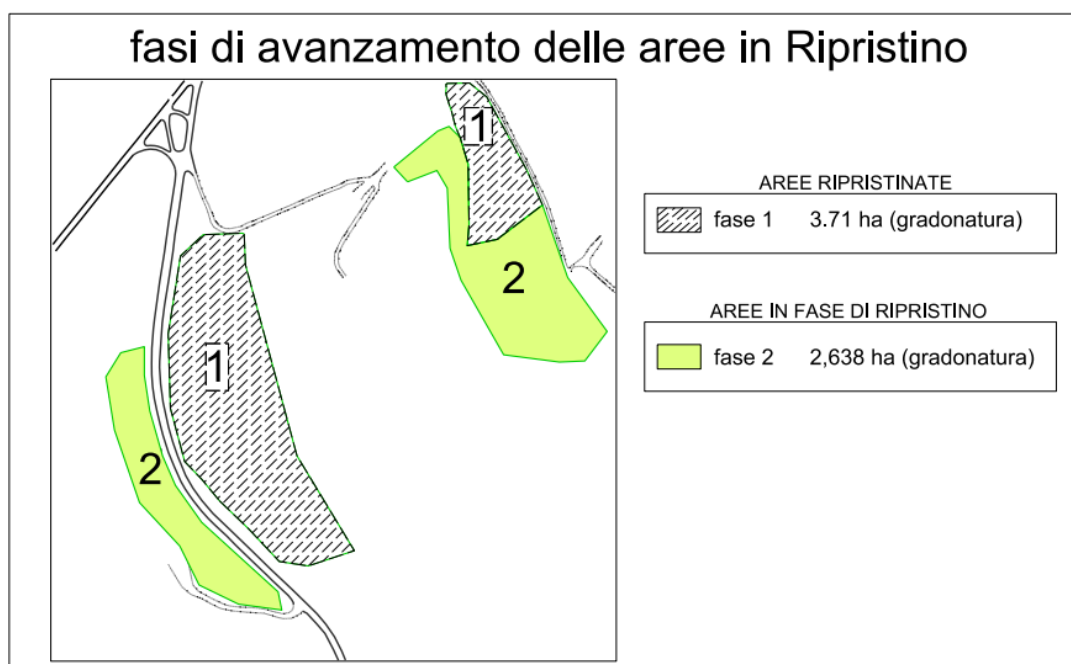 fasi di avanzamento delle aree in Ripristino
1
1
2
2
AREE RIPRISTINATE
fase 1 3.71 ha (gradonatura)
AREE IN FASE DI RIPRISTINO
fase 2 2,638 ha (gradonatura)